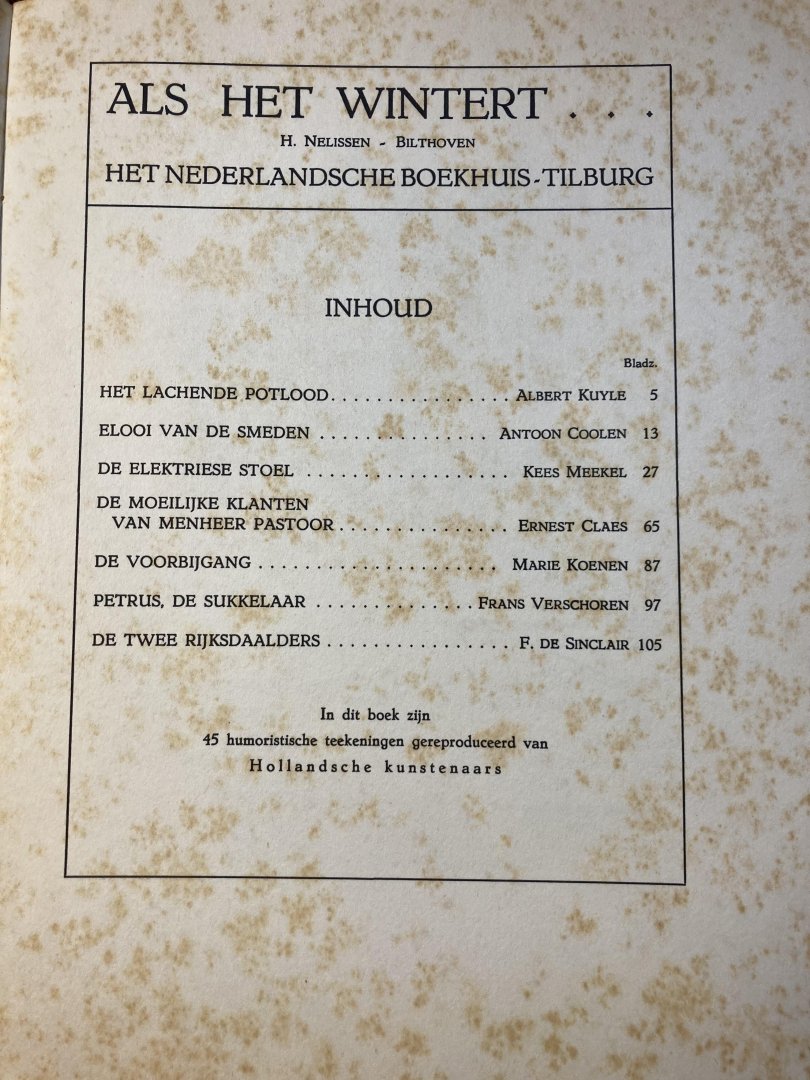 ALS HET WINTERT . . .
H. NELISSEN - BILTHOVEN
HET NEDERLANDSCHE BOEKHUIS-TILBURG
INHOUD
Bladz.
HET LACHENDE POTLOOD . . . . . . . . . . . . . . . . ALBERT KUYLE 5
ELOOI VAN DE SMEDEN . . . . . . . . . . . . . . . ANTOON COOLEN 13
DE ELEKTRIESE STOEL . . . . . . . . . . . . . . . . . . KEES MEEKEL 27
DE MOEILIJKE KLANTEN
VAN MENHEER PASTOOR . . . . . . . . . . . . . . . ERNEST CLAES 65
DE VOORBIJGANG . . . . . . . . . . . . . . . . . . . . . MARIE KOENEN 87
PETRUS, DE SUKKELAAR . . . . . . . . . . . . . . FRANS VERSCHOREN 97
DE TWEE RIJKSDAALDERS . . . . . . . . . . . . . . . . F. DE SINCLAIR 105
In dit boek zijn
45 humoristische teekeningen gereproduceerd van
Hollandsche kunstenaars